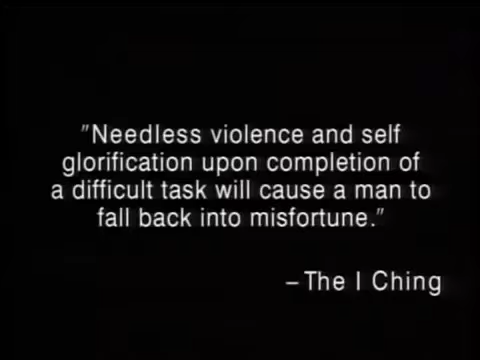 "Needless violence and self
glorification upon completion of
a difficult task will cause a man to
fall back into misfortune."
– The I Ching